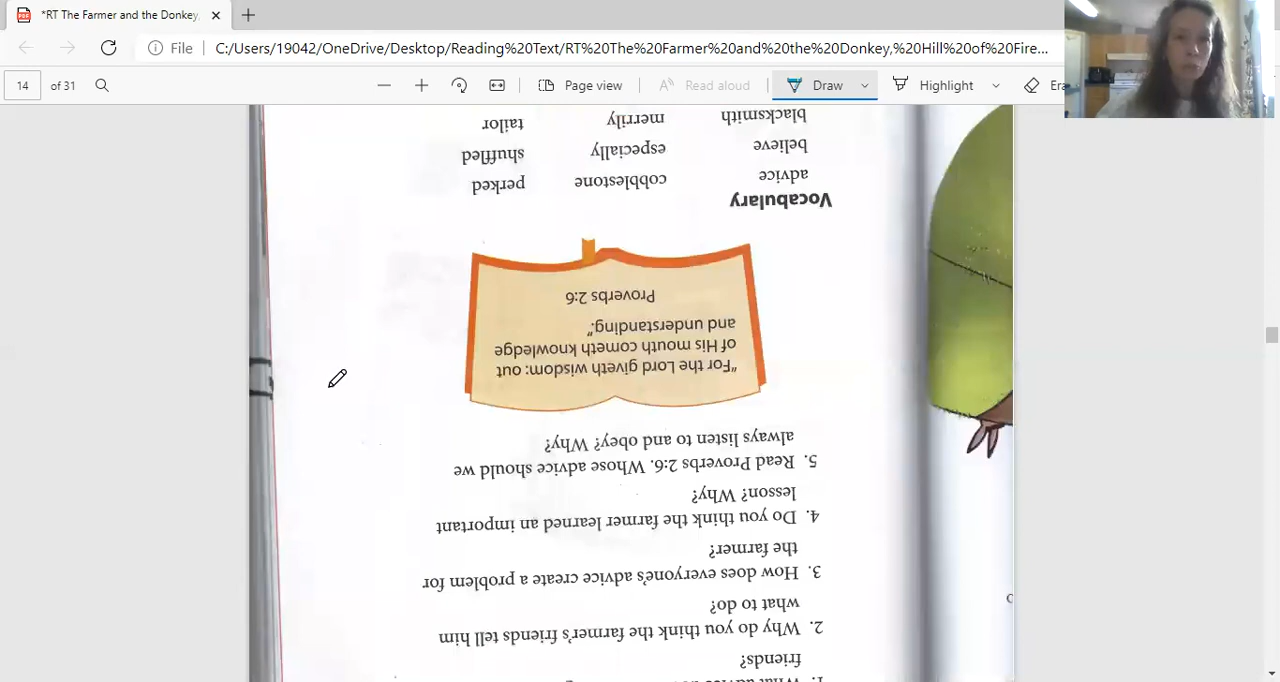 *RT The Farmer and the Donkey,
File
C:/Users/19042/OneDrive/Desktop/Reading%20Text/RT%20The%20Farmer%20and%20the%20Donkey,%20Hill%20of%20Fire...
14 of 31
Page view
Read aloud
Draw
Highlight
Era
friends?
2. Why do you think the farmer's friends tell him
what to do?
3. How does everyone's advice create a problem for
the farmer?
4. Do you think the farmer learned an important
lesson? Why?
5. Read Proverbs 2:6. Whose advice should we
always listen to and obey? Why?
"For the Lord giveth wisdom: out
of His mouth cometh knowledge
and understanding."
Proverbs 2:6
Vocabulary
advice cobblestone perked
believe especially shuffled
blacksmith merrily tailor